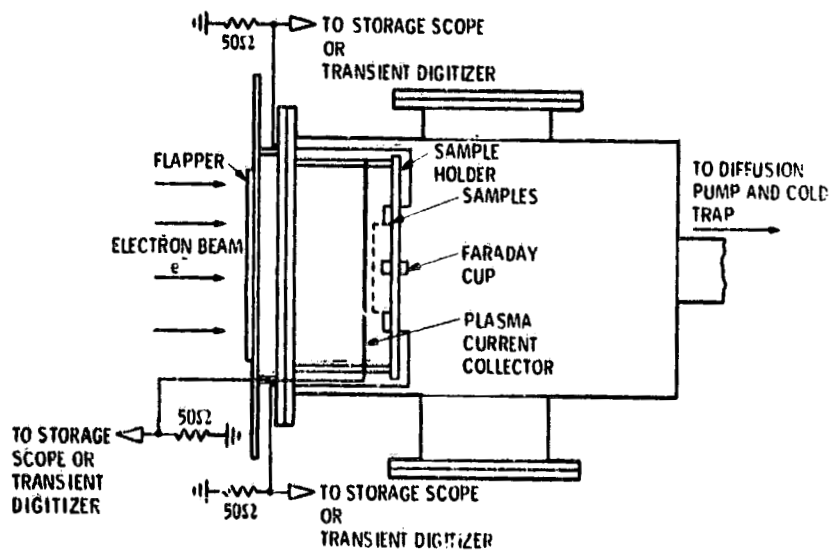 50Ω
TO STORAGE SCOPE
OR
TRANSIENT DIGITIZER
FLAPPER
ELECTRON BEAM
e⁻
SAMPLE
HOLDER
SAMPLES
FARADAY
CUP
PLASMA
CURRENT
COLLECTOR
TO DIFFUSION
PUMP AND COLD
TRAP
50Ω
TO STORAGE
SCOPE OR
TRANSIENT
DIGITIZER
50Ω
TO STORAGE SCOPE
OR
TRANSIENT DIGITIZER